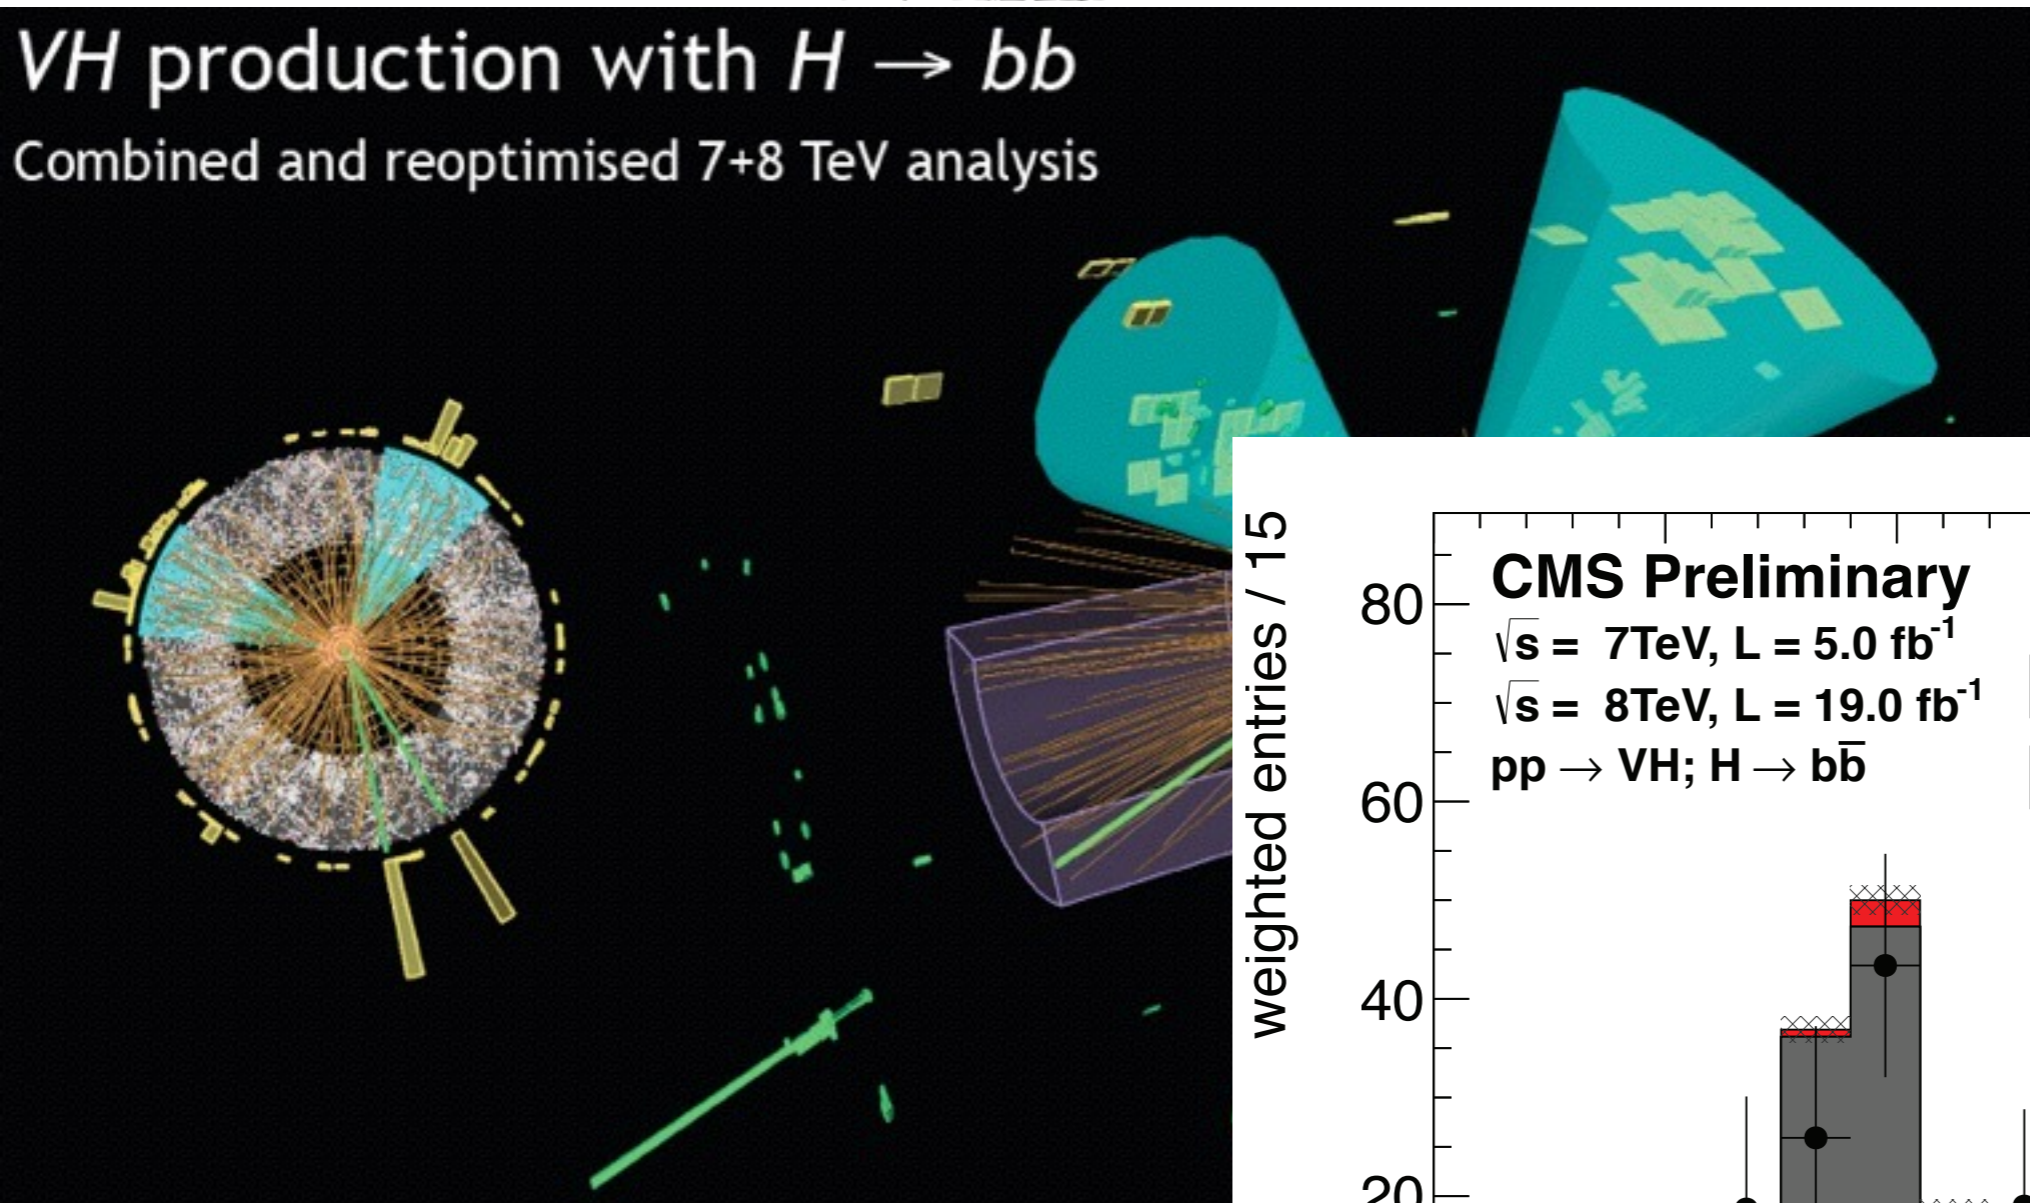 VH production with H → bb
Combined and reoptimised 7+8 TeV analysis
weighted entries / 15
CMS Preliminary
√s = 7TeV, L = 5.0 fb⁻¹
√s = 8TeV, L = 19.0 fb⁻¹
pp → VH; H → bb̅
80
60
40
20